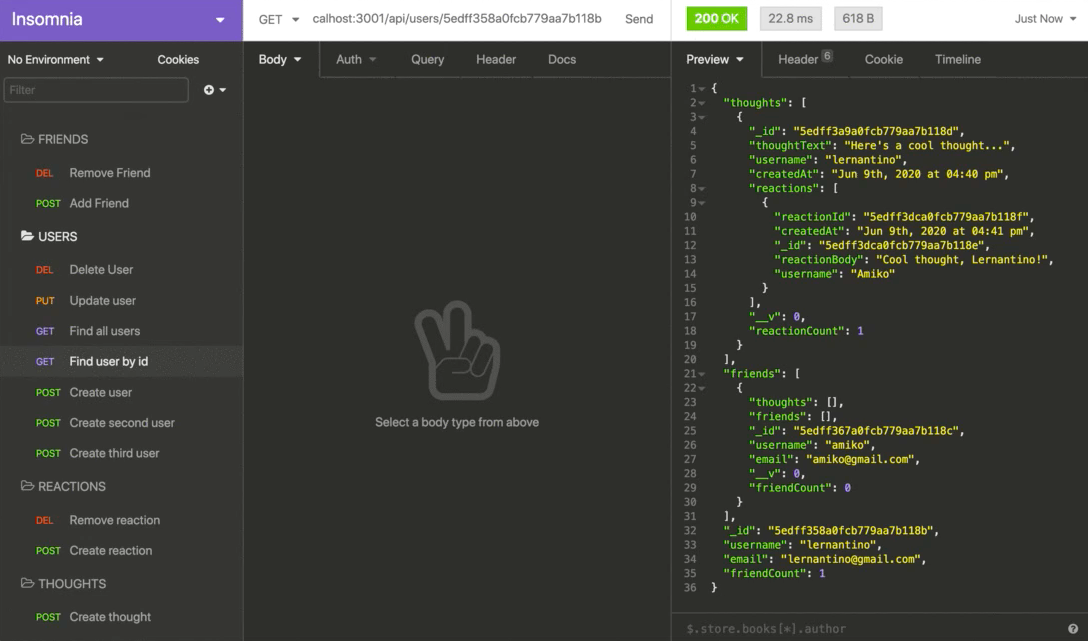 Insomnia
GET calhost:3001/api/users/5edff358a0fcb779aa7b118b Send
200 OK 22.8 ms 618 B Just Now
No Environment Cookies
Body Auth Query Header Docs
Preview Header 6 Cookie Timeline
Filter
FRIENDS
DEL Remove Friend
POST Add Friend
USERS
DEL Delete User
PUT Update user
GET Find all users
GET Find user by id
POST Create user
POST Create second user
POST Create third user
REACTIONS
DEL Remove reaction
POST Create reaction
THOUGHTS
POST Create thought
Select a body type from above
1 {
2 "thoughts": [
3 {
4 "_id": "5edff3a9a0fcb779aa7b118d",
5 "thoughtText": "Here's a cool thought...",
6 "username": "lernantino",
7 "createdAt": "Jun 9th, 2020 at 04:40 pm",
8 "reactions": [
9 {
10 "reactionId": "5edff3dca0fcb779aa7b118f",
11 "createdAt": "Jun 9th, 2020 at 04:41 pm",
12 "_id": "5edff3dca0fcb779aa7b118e",
13 "reactionBody": "Cool thought, Lernantino!",
14 "username": "Amiko"
15 }
16 ],
17 "__v": 0,
18 "reactionCount": 1
19 }
20 ],
21 "friends": [
22 {
23 "thoughts": [],
24 "friends": [],
25 "_id": "5edff367a0fcb779aa7b118c",
26 "username": "amiko",
27 "email": "amiko@gmail.com",
28 "__v": 0,
29 "friendCount": 0
30 }
31 ],
32 "_id": "5edff358a0fcb779aa7b118b",
33 "username": "lernantino",
34 "email": "lernantino@gmail.com",
35 "friendCount": 1
36 }
$.store.books[*].author